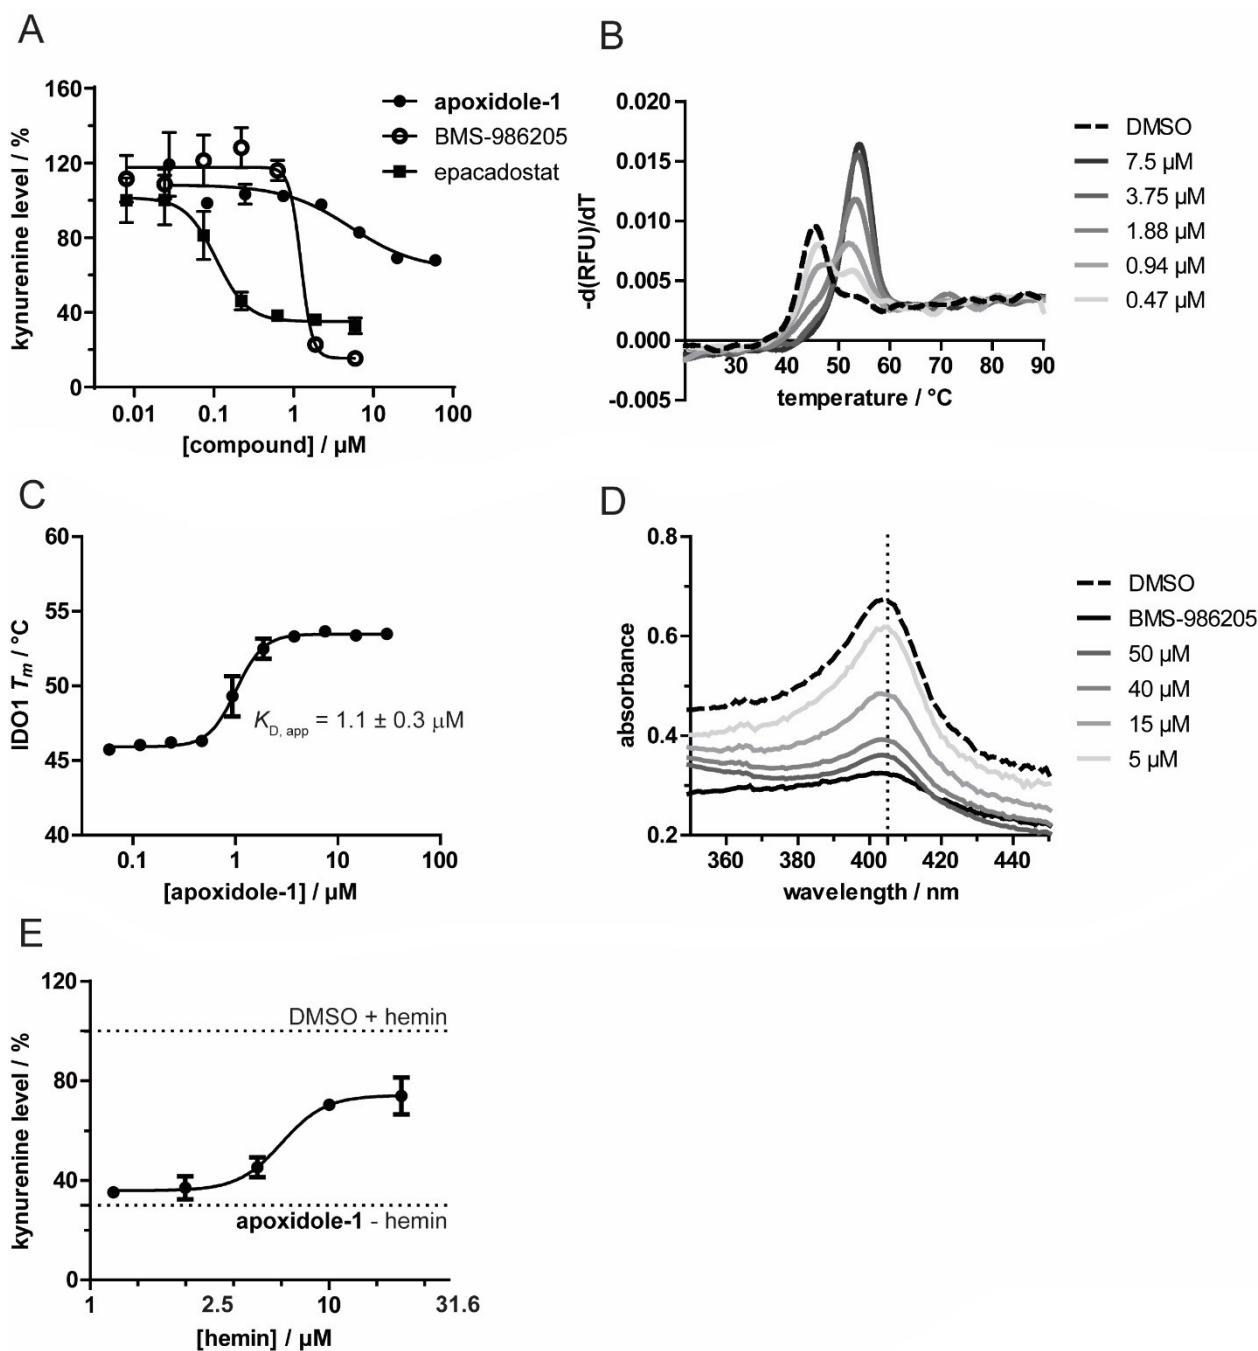 A
kynurenine level / %
160
120
80
40
0
0.01 0.1 1 10 100
[compound] / µM
apoxidole-1
BMS-986205
epacadostat
B
-d(RFU)/dT
0.020
0.015
0.010
0.005
0.000
-0.005
30 40 50 60 70 80 90
temperature / °C
DMSO
7.5 µM
3.75 µM
1.88 µM
0.94 µM
0.47 µM
C
IDO1 Tm / °C
60
55
50
45
40
KD, app = 1.1 ± 0.3 µM
0.1 1 10 100
[apoxidole-1] / µM
D
absorbance
0.8
0.6
0.4
0.2
360 380 400 420 440
wavelength / nm
DMSO
BMS-986205
50 µM
40 µM
15 µM
5 µM
E
kynurenine level / %
120
80
40
0
DMSO + hemin
apoxidole-1 - hemin
1 2.5 10 31.6
[hemin] / µM